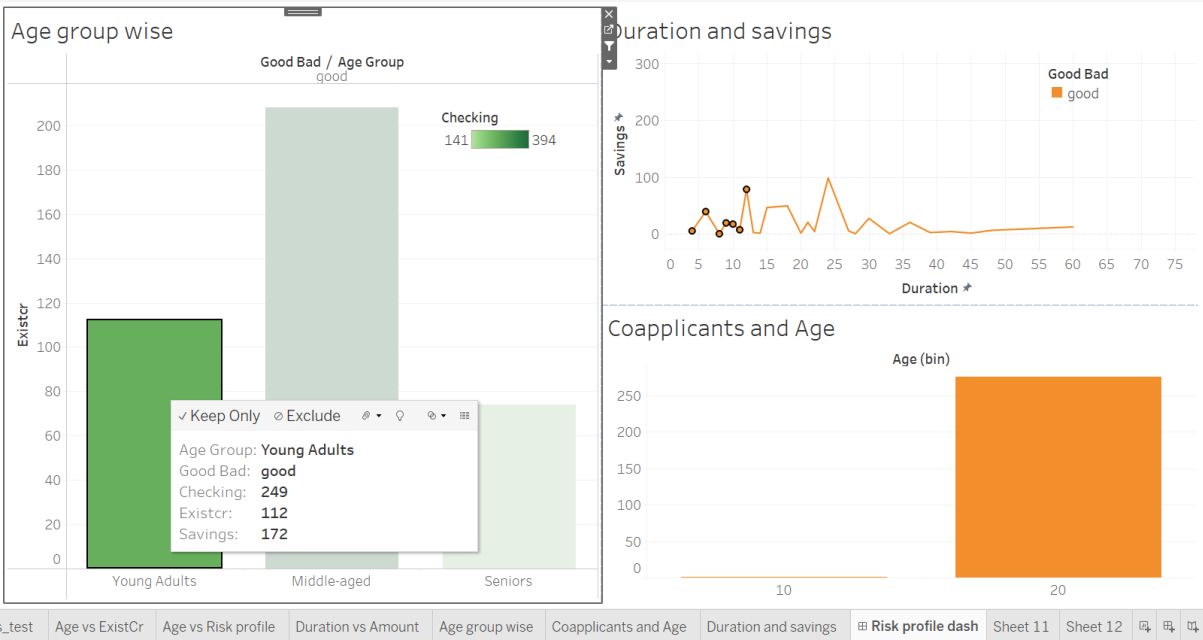 Age group wise
Good Bad / Age Group
good
Checking
141 394
200
180
160
140
120
100
80
60
40
20
0
Existcr
Keep Only Exclude
Age Group: Young Adults
Good Bad: good
Checking: 249
Existcr: 112
Savings: 172
Young Adults Middle-aged Seniors
Duration and savings
Good Bad
good
300
200
100
0
Savings
0 5 10 15 20 25 30 35 40 45 50 55 60 65 70 75
Duration
Coapplicants and Age
Age (bin)
250
200
150
100
50
0
10 20
s_test Age vs ExistCr Age vs Risk profile Duration vs Amount Age group wise Coapplicants and Age Duration and savings Risk profile dash Sheet 11 Sheet 12